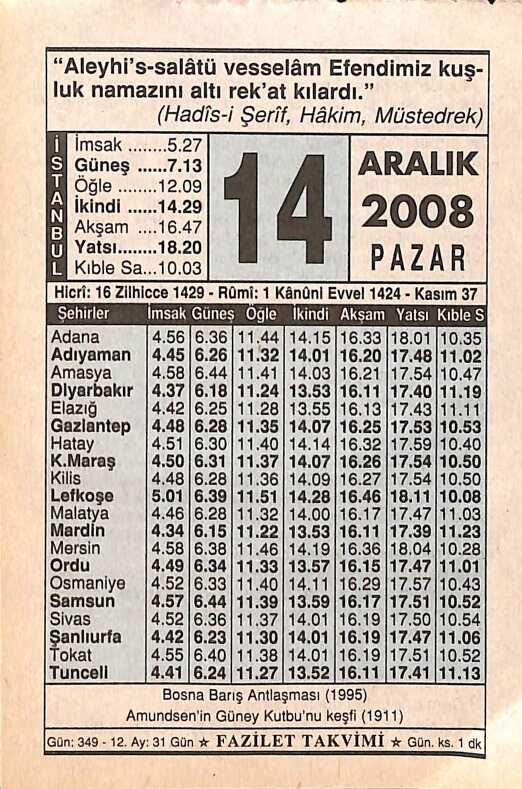 “Aleyhi's-salâtü vesselâm Efendimiz kuş-
luk namazını altı rek'at kılardı.”
(Hadîs-i Şerîf, Hâkim, Müstedrek)
İSTANBUL
İmsak ........5.27
Güneş ......7.13
Öğle ........12.09
İkindi ......14.29
Akşam ....16.47
Yatsı........18.20
Kıble Sa...10.03
14
ARALIK
2008
PAZAR
Hicrî: 16 Zilhicce 1429 - Rûmî: 1 Kânûni Evvel 1424 - Kasım 37
Şehirler İmsak Güneş Öğle İkindi Akşam Yatsı Kıble S
Adana 4.56 6.36 11.44 14.15 16.33 18.01 10.35
Adıyaman 4.45 6.26 11.32 14.01 16.20 17.48 11.02
Amasya 4.58 6.44 11.41 14.03 16.21 17.54 10.47
Diyarbakır 4.37 6.18 11.24 13.53 16.11 17.40 11.19
Elazığ 4.42 6.25 11.28 13.55 16.13 17.43 11.11
Gaziantep 4.48 6.28 11.35 14.07 16.25 17.53 10.53
Hatay 4.51 6.30 11.40 14.14 16.32 17.59 10.40
K.Maraş 4.50 6.31 11.37 14.07 16.26 17.54 10.50
Kilis 4.48 6.28 11.36 14.09 16.27 17.54 10.50
Lefkoşe 5.01 6.39 11.51 14.28 16.46 18.11 10.08
Malatya 4.46 6.28 11.32 14.00 16.17 17.47 11.03
Mardin 4.34 6.15 11.22 13.53 16.11 17.39 11.23
Mersin 4.58 6.38 11.46 14.19 16.36 18.04 10.28
Ordu 4.49 6.34 11.33 13.57 16.15 17.47 11.01
Osmaniye 4.52 6.33 11.40 14.11 16.29 17.57 10.43
Samsun 4.57 6.44 11.39 13.59 16.17 17.51 10.52
Sivas 4.52 6.36 11.37 14.01 16.19 17.50 10.54
Şanlıurfa 4.42 6.23 11.30 14.01 16.19 17.47 11.06
Tokat 4.55 6.40 11.38 14.01 16.19 17.51 10.52
Tunceli 4.41 6.24 11.27 13.52 16.11 17.41 11.13
Bosna Barış Antlaşması (1995)
Amundsen'in Güney Kutbu'nu keşfi (1911)
Gün: 349 - 12. Ay: 31 Gün ★ FAZİLET TAKVİMİ ★ Gün. ks. 1 dk